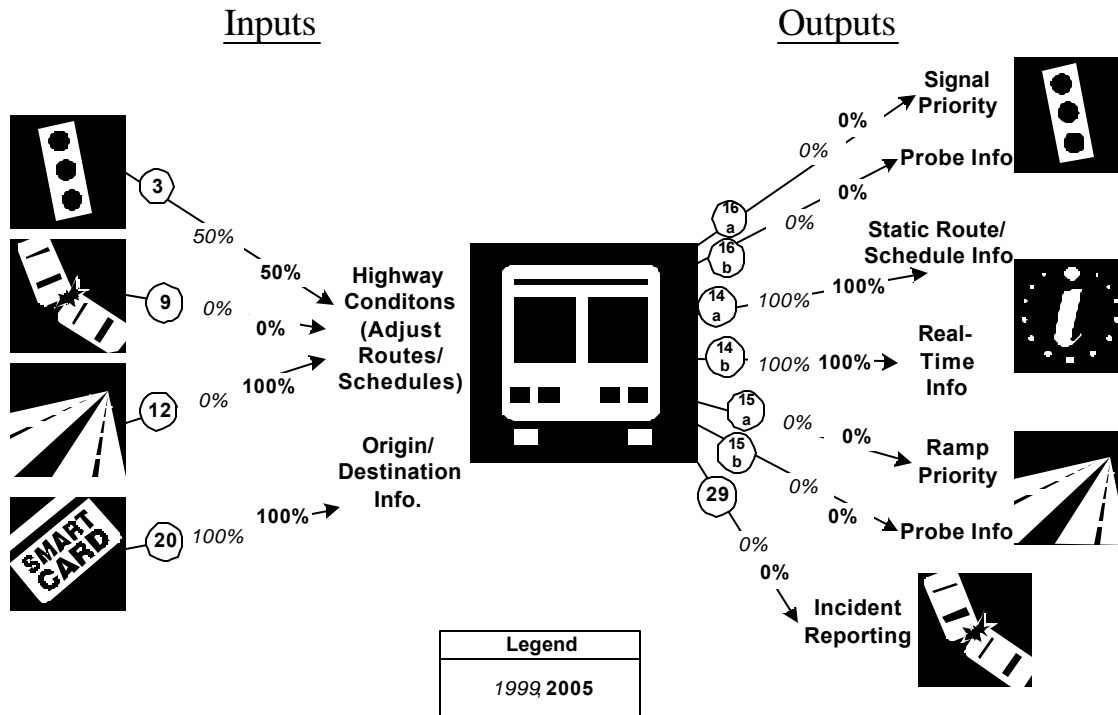 Inputs
Outputs
3
50%
50%
9
0%
0%
12
0%
100%
Highway
Conditons
(Adjust
Routes/
Schedules)
SMART
CARD
20
100%
100%
Origin/
Destination
Info.
16
a
0%
0%
Signal
Priority
16
b
0%
0%
Probe Info
14
a
100%
100%
Static Route/
Schedule Info
14
b
100%
100%
Real-
Time
Info
15
a
0%
0%
Ramp
Priority
15
b
0%
0%
Probe Info
29
0%
0%
Incident
Reporting
Legend
1999, 2005